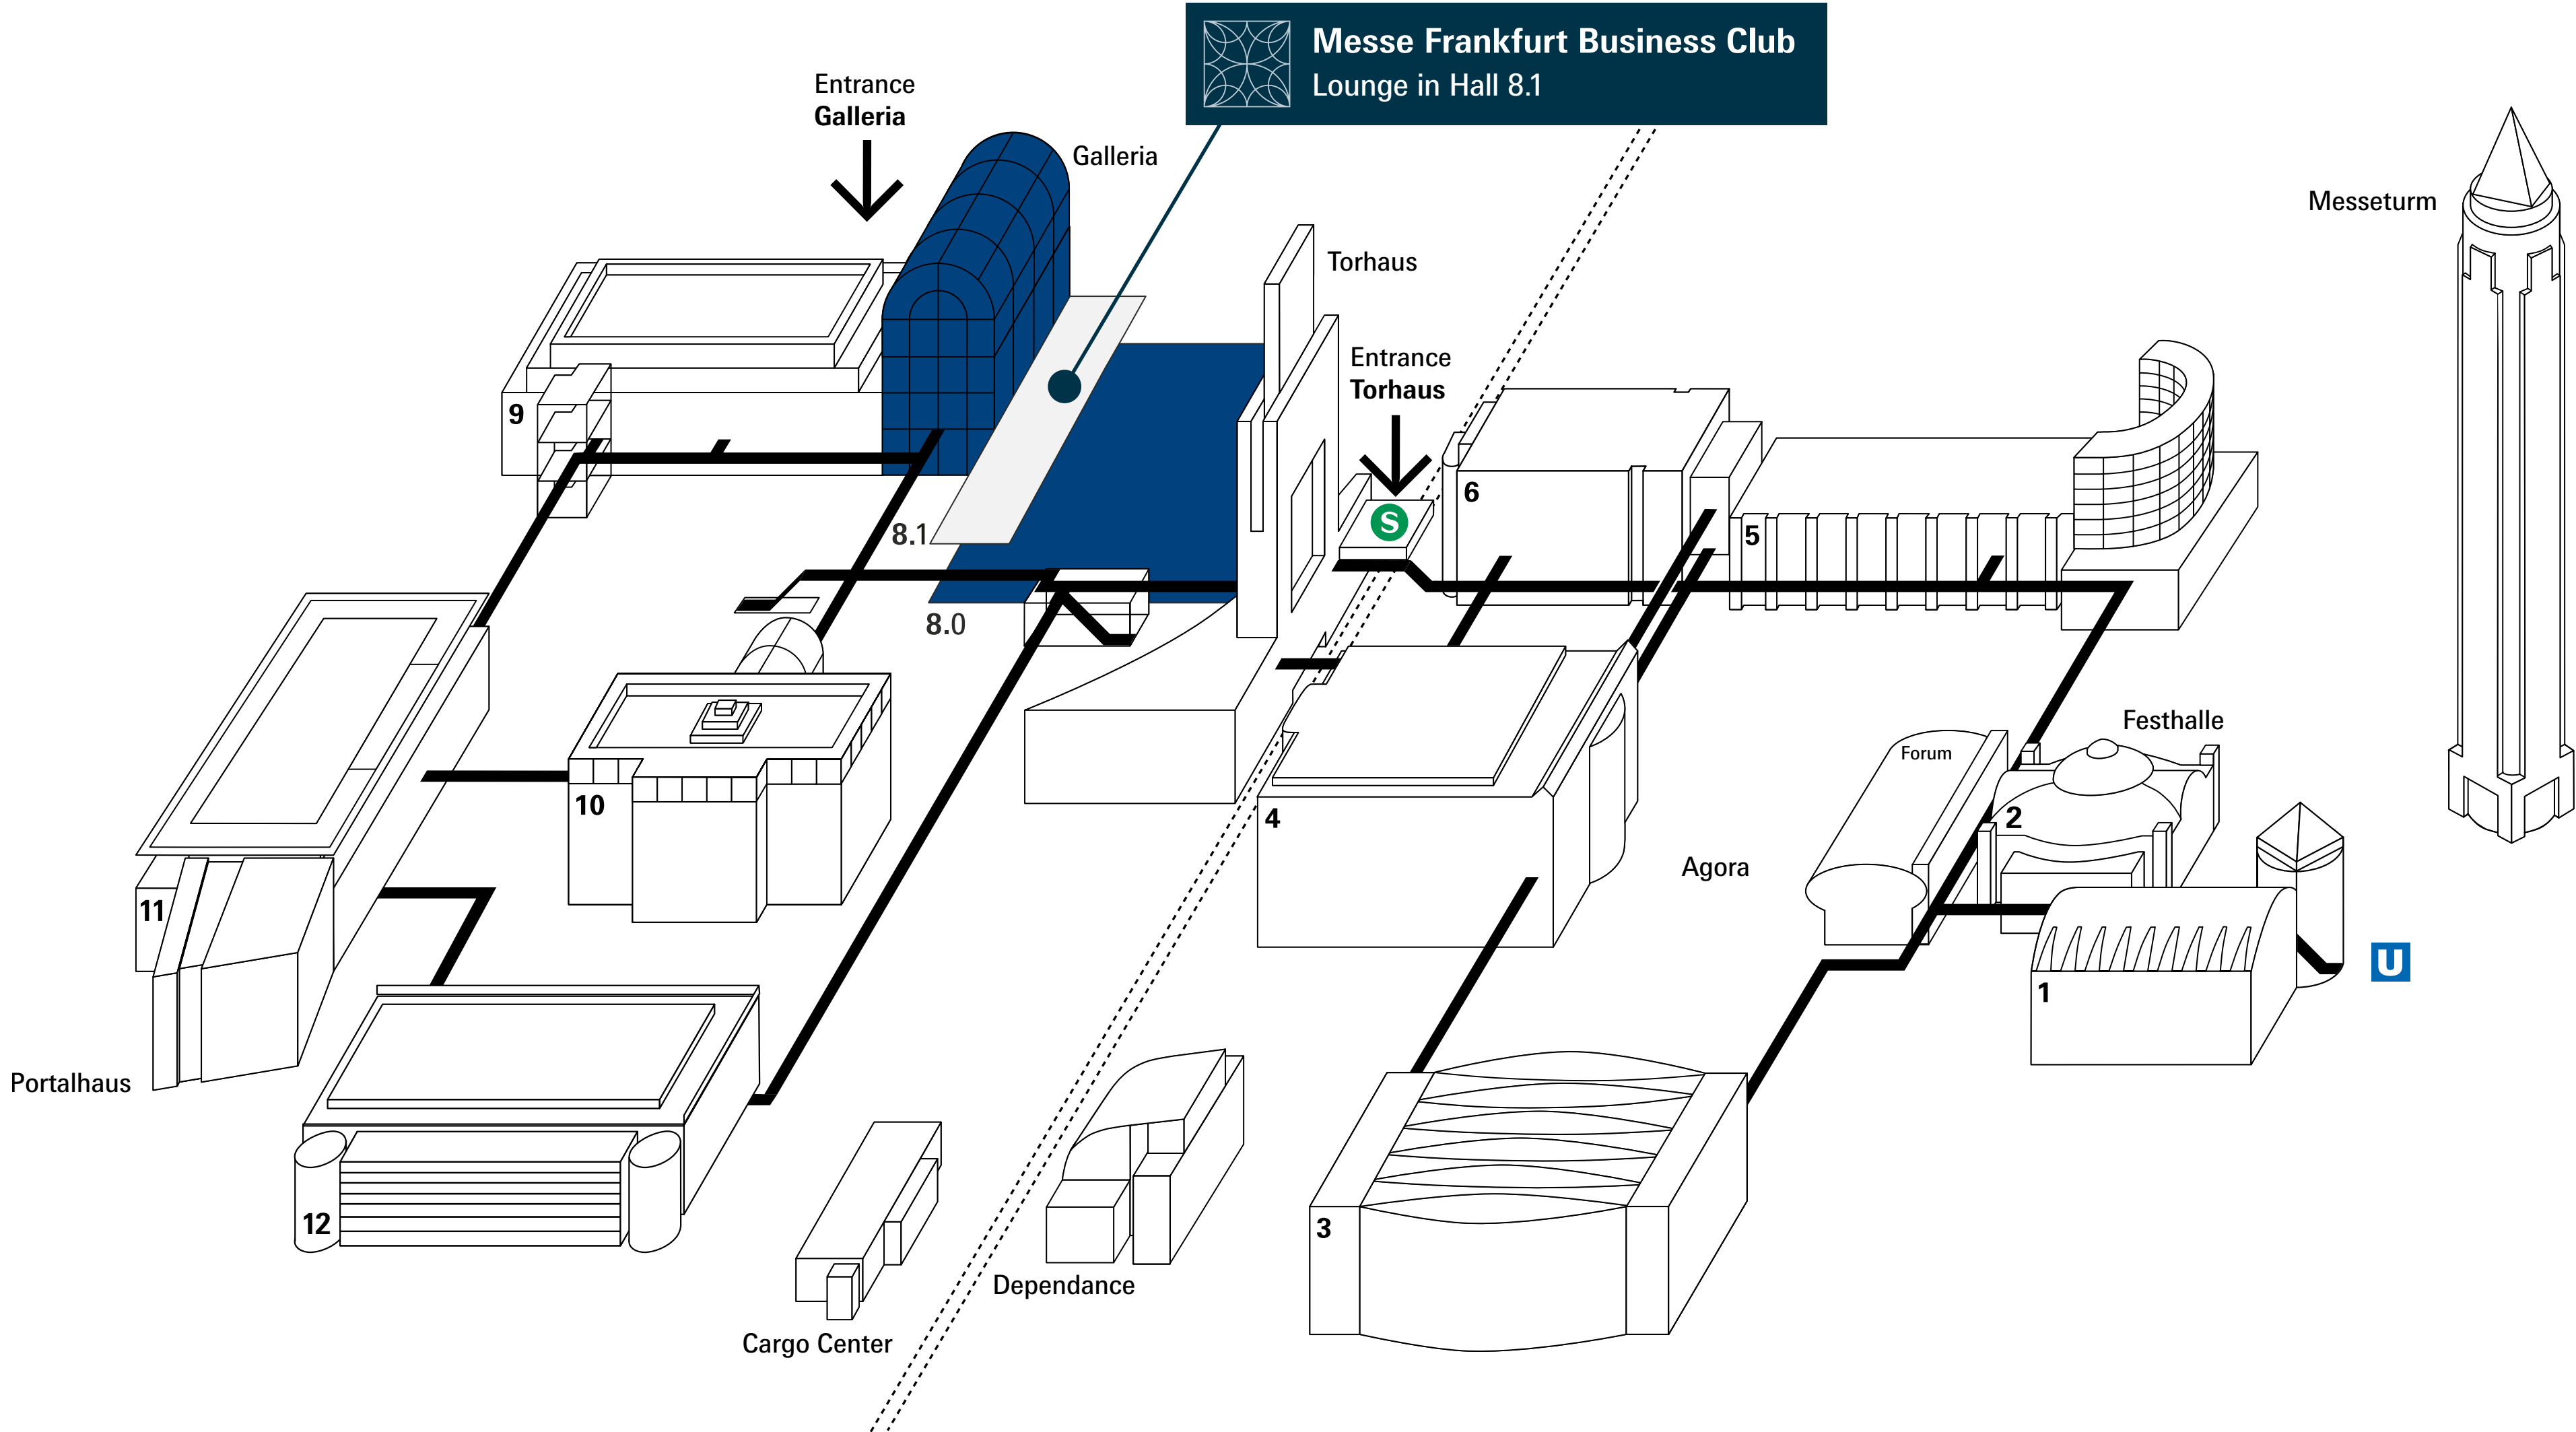 Messe Frankfurt Business Club
Lounge in Hall 8.1
Entrance
Galleria
Galleria
Messeturm
Torhaus
Entrance
Torhaus
9
S
6
5
8.1
8.0
Festhalle
Forum
10
4
2
Agora
11
U
1
Portalhaus
12
3
Dependance
Cargo Center